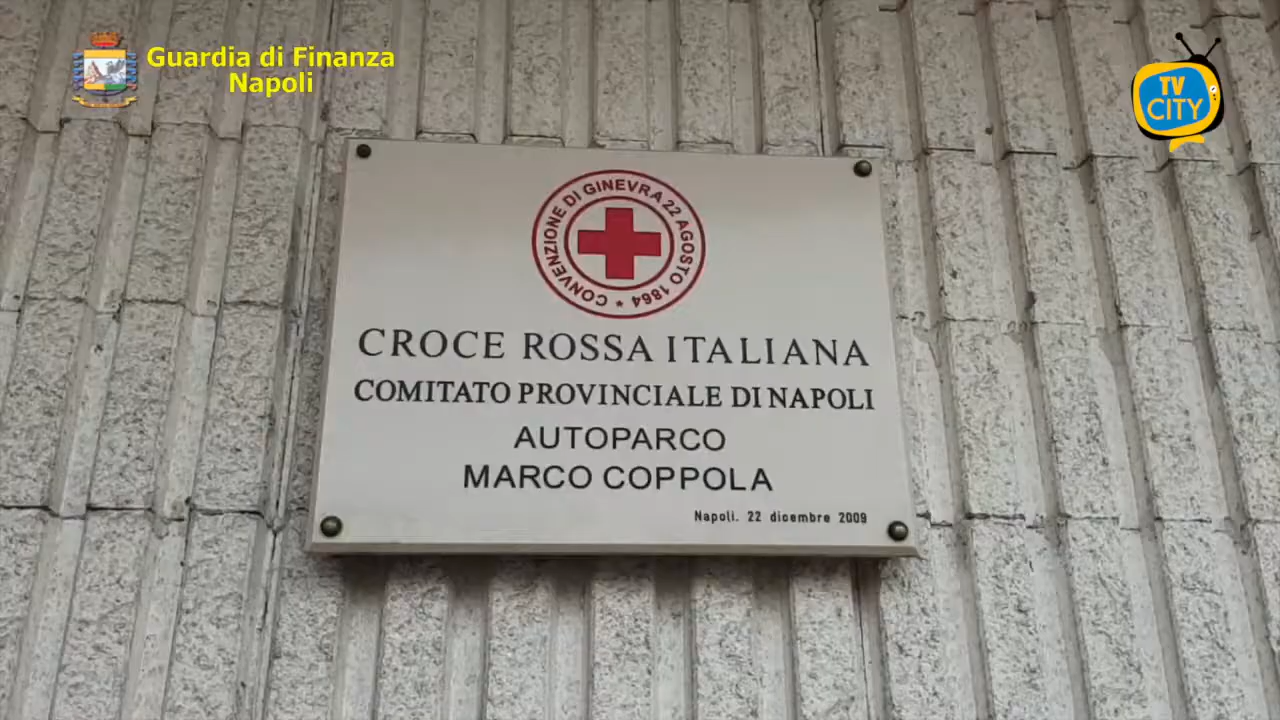 Guardia di Finanza
Napoli
TV
CITY
CONVENZIONE DI GINEVRA 22 AGOSTO 1864 *
CROCE ROSSA ITALIANA
COMITATO PROVINCIALE DI NAPOLI
AUTOPARCO
MARCO COPPOLA
Napoli. 22 dicembre 2009